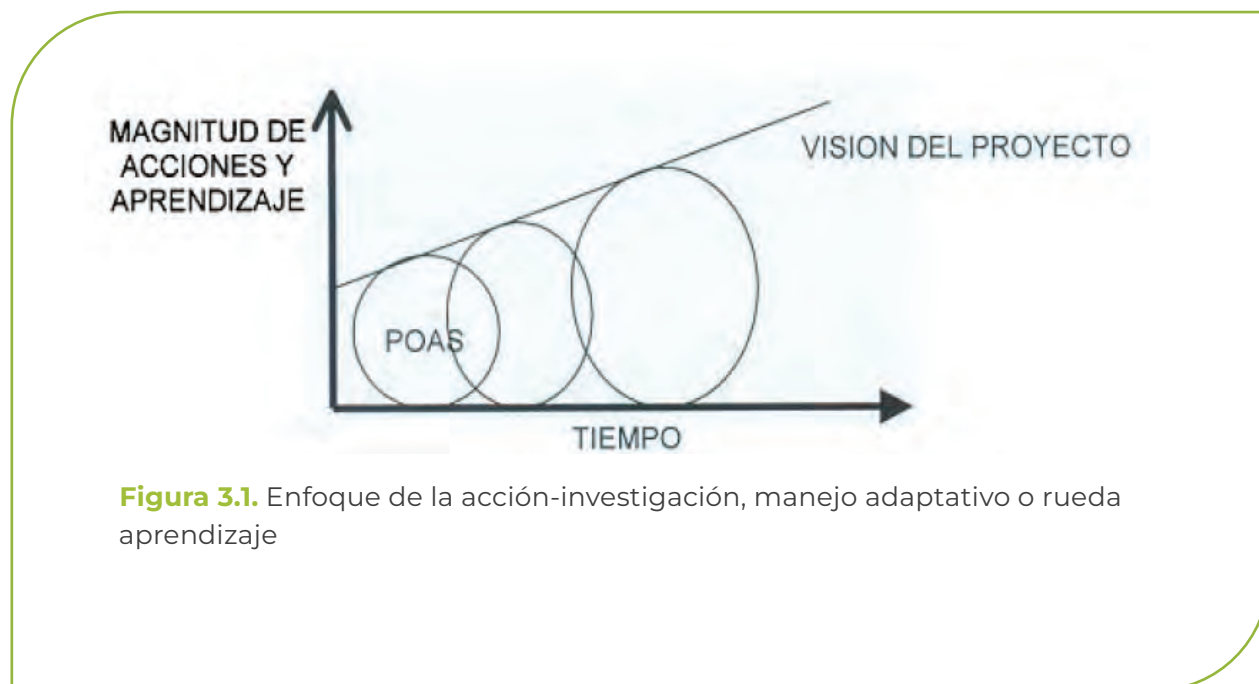 MAGNITUD DE
ACCIONES Y
APRENDIZAJE
VISION DEL PROYECTO
POAS
TIEMPO
Figura 3.1. Enfoque de la acción-investigación, manejo adaptativo o rueda
aprendizaje